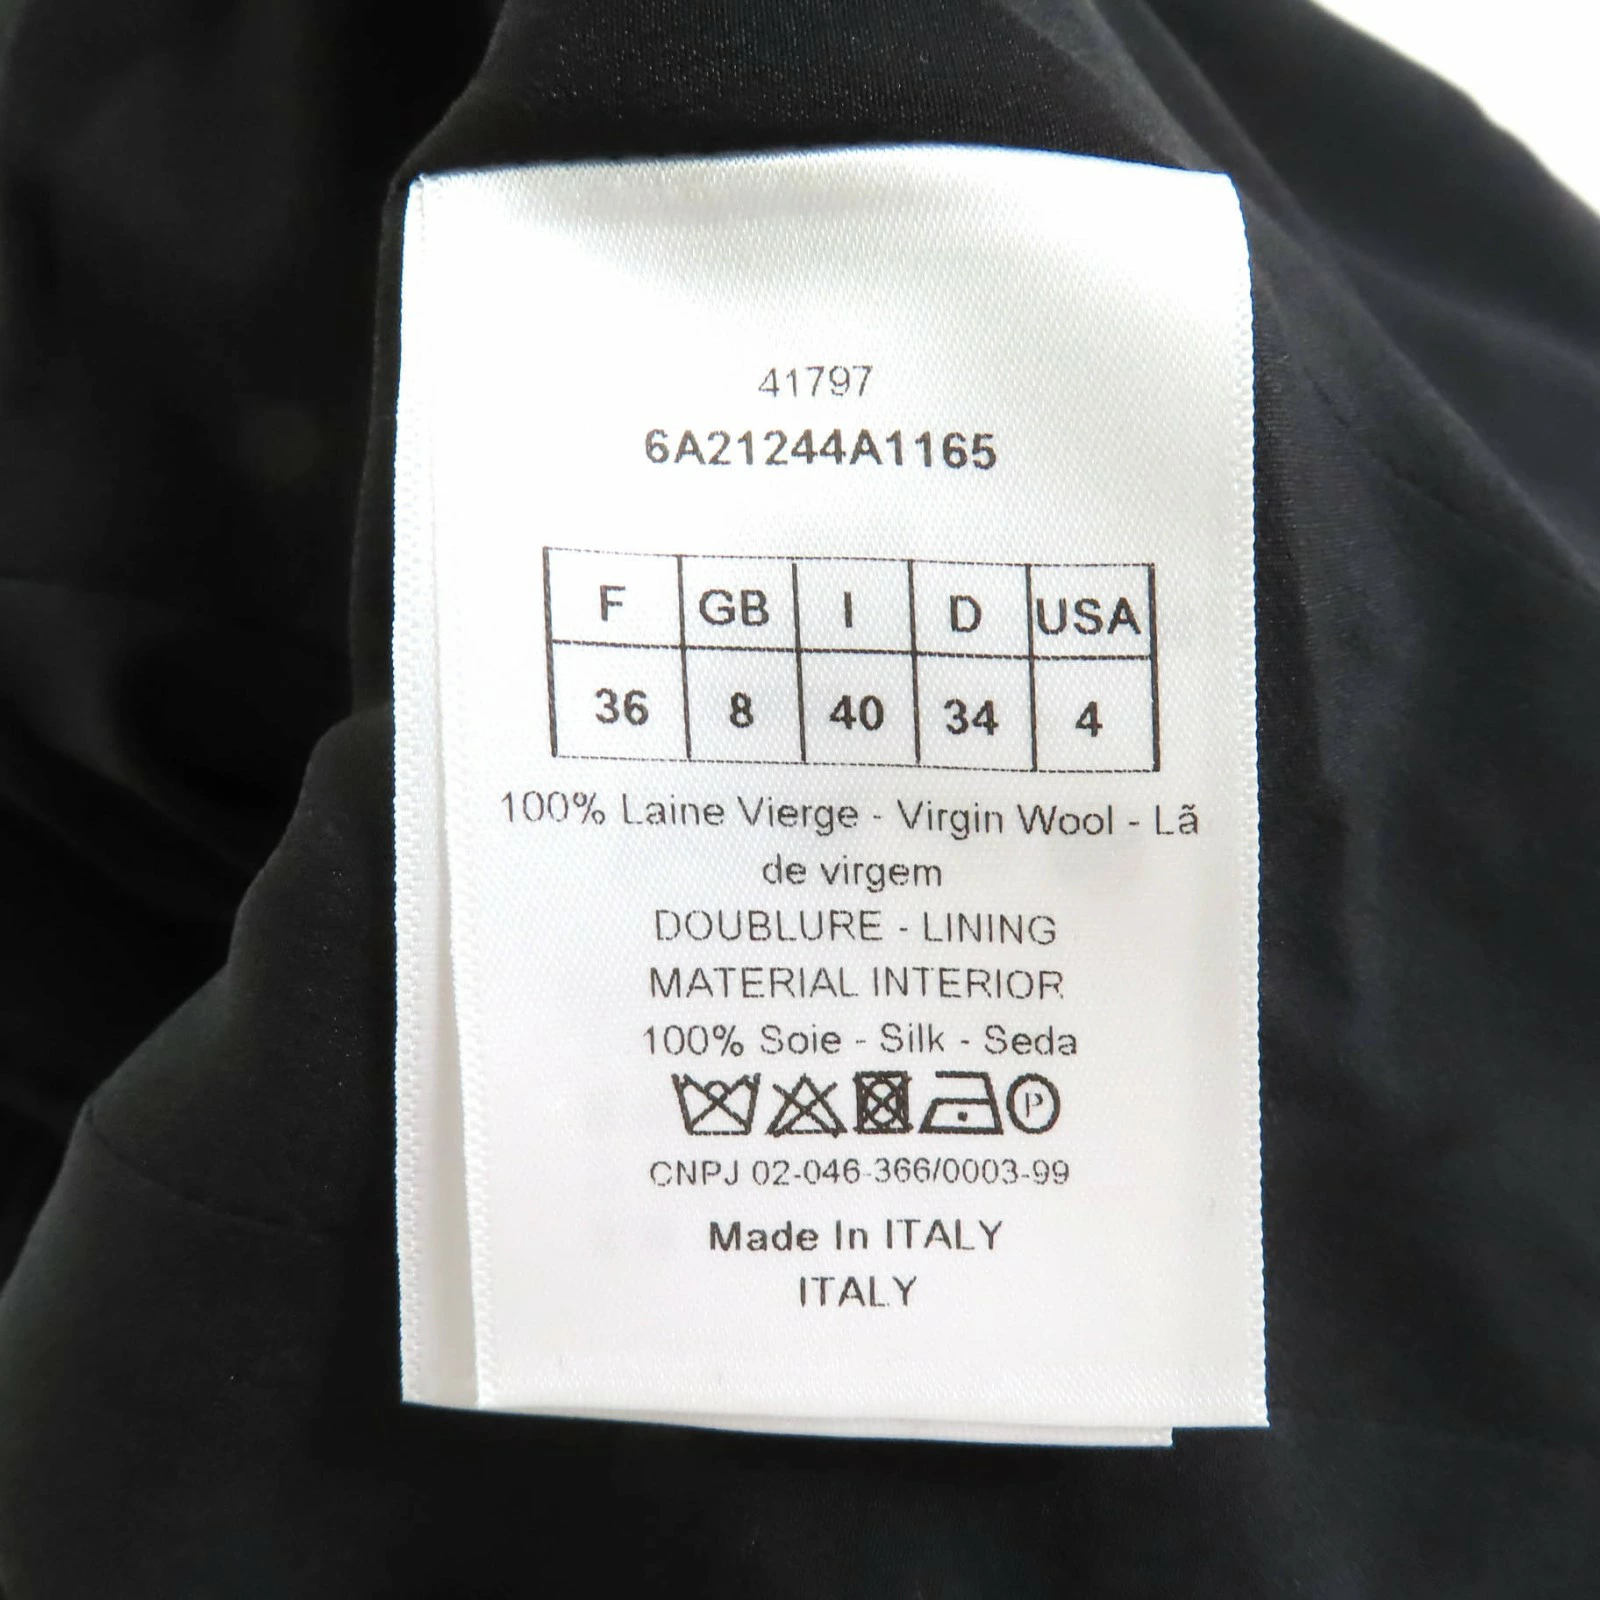 41797
6A21244A1165
F GB I D USA
36 8 40 34 4
100% Laine Vierge - Virgin Wool - Lã
de virgem
DOUBLURE - LINING
MATERIAL INTERIOR
100% Soie - Silk - Seda
P
CNPJ 02-046-366/0003-99
Made In ITALY
ITALY